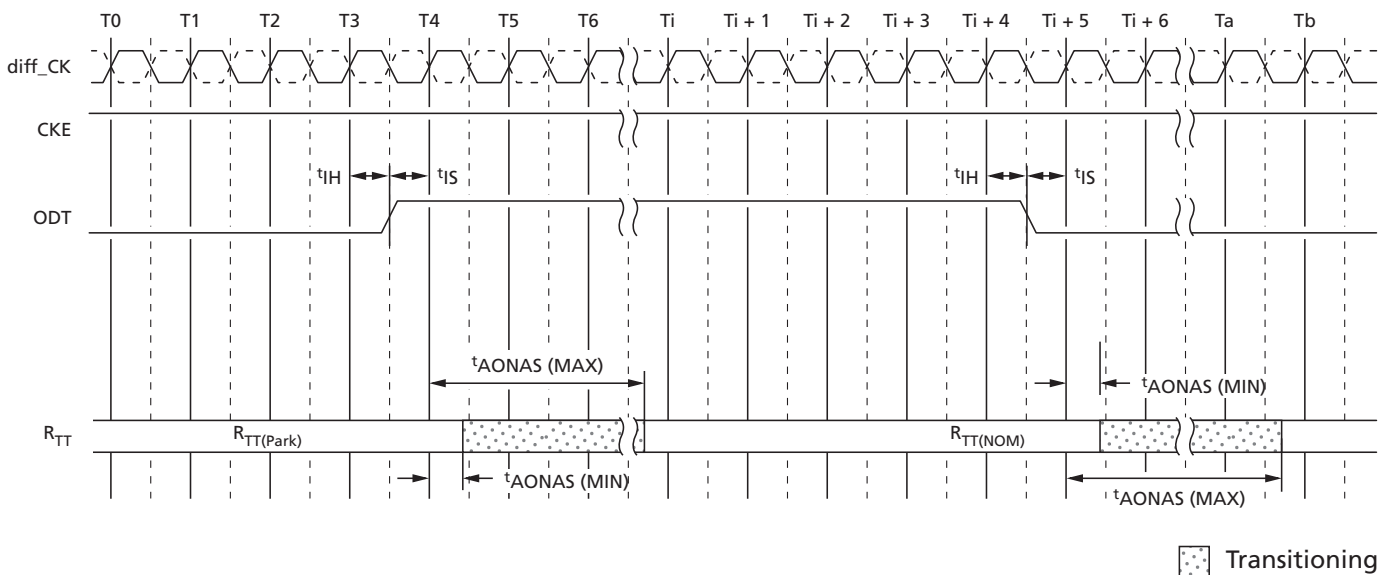 T0 T1 T2 T3 T4 T5 T6 Ti Ti + 1 Ti + 2 Ti + 3 Ti + 4 Ti + 5 Ti + 6 Ta Tb
diff_CK
CKE
tIH tIS tIH tIS
ODT
tAONAS (MAX)
tAONAS (MIN)
RTT RTT(Park) RTT(NOM)
tAONAS (MIN)
tAONAS (MAX)
Transitioning